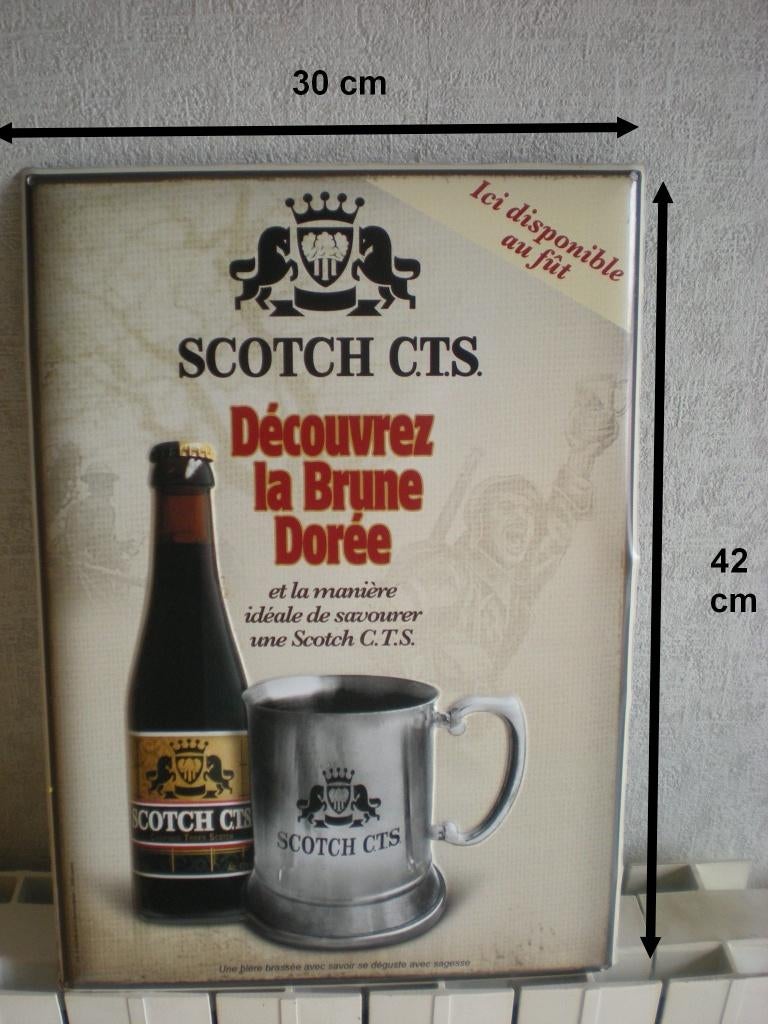 30 cm
Ici disponible
au fût
SCOTCH C.T.S.
Découvrez
la Brune
Dorée
et la manière
idéale de savourer
une Scotch C.T.S.
42
cm
SCOTCH CTS
SCOTCH C.T.S.
Une bière brassée avec savoir se déguste avec sagesse